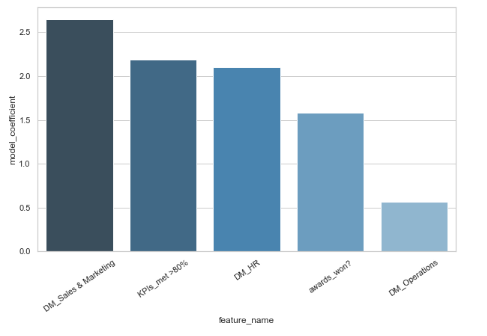 2.5
2.0
1.5
1.0
0.5
0.0
model_coefficient
DM_Sales & Marketing
KPIs_met >80%
DM_HR
awards_won?
DM_Operations
feature_name